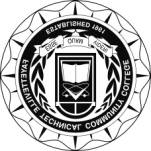 ESTABLISHED 1961
FAYETTEVILLE TECHNICAL COMMUNITY COLLEGE